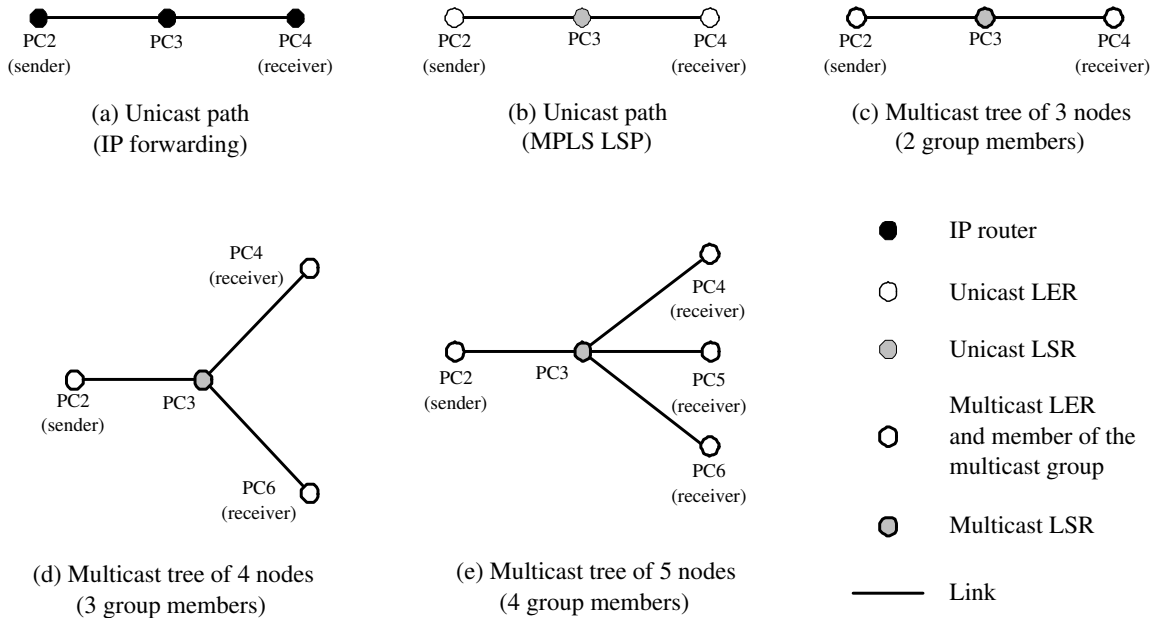 PC2
(sender)
PC3
PC4
(receiver)
(a) Unicast path
(IP forwarding)
PC2
(sender)
PC3
PC4
(receiver)
(b) Unicast path
(MPLS LSP)
PC2
(sender)
PC3
PC4
(receiver)
(c) Multicast tree of 3 nodes
(2 group members)
PC4
(receiver)
PC2
(sender)
PC3
PC6
(receiver)
(d) Multicast tree of 4 nodes
(3 group members)
PC4
(receiver)
PC2
(sender)
PC3
PC5
(receiver)
PC6
(receiver)
(e) Multicast tree of 5 nodes
(4 group members)
IP router
Unicast LER
Unicast LSR
Multicast LER
and member of the
multicast group
Multicast LSR
Link